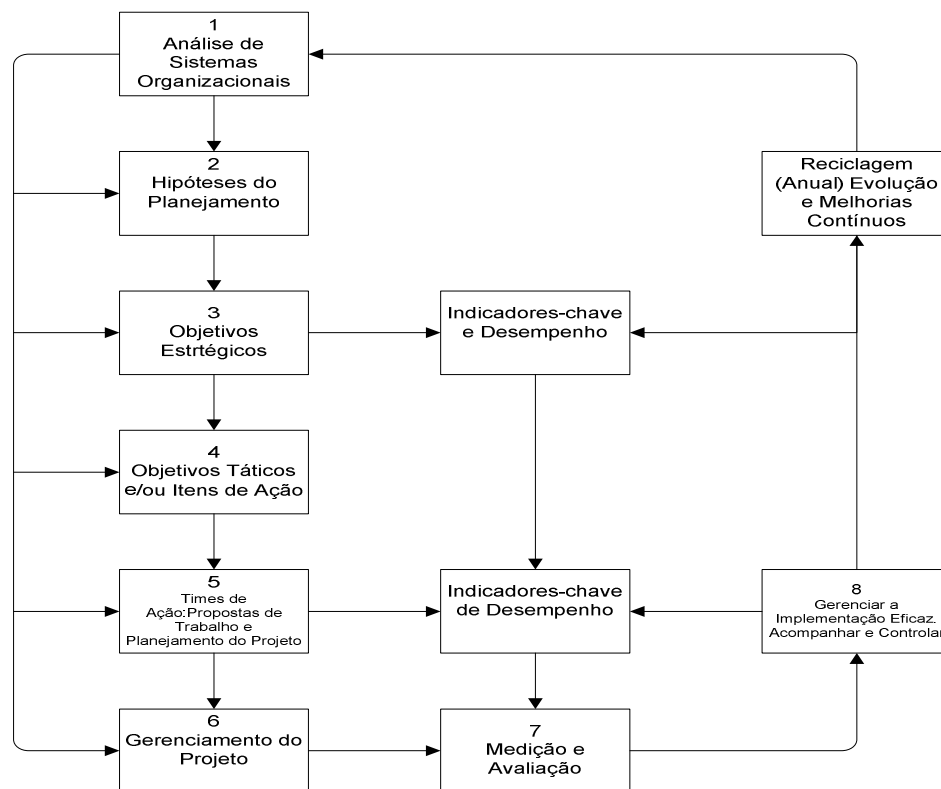 1
Análise de
Sistemas
Organizacionais
2
Hipóteses do
Planejamento
Reciclagem
(Anual) Evolução
e Melhorias
Contínuos
3
Objetivos
Estrtégicos
Indicadores-chave
e Desempenho
4
Objetivos Táticos
e/ou Itens de Ação
5
Times de
Ação:Propostas de
Trabalho e
Planejamento do Projeto
Indicadores-chave
de Desempenho
8
Gerenciar a
Implementação Eficaz.
Acompanhar e Controlar
6
Gerenciamento do
Projeto
7
Medição e
Avaliação